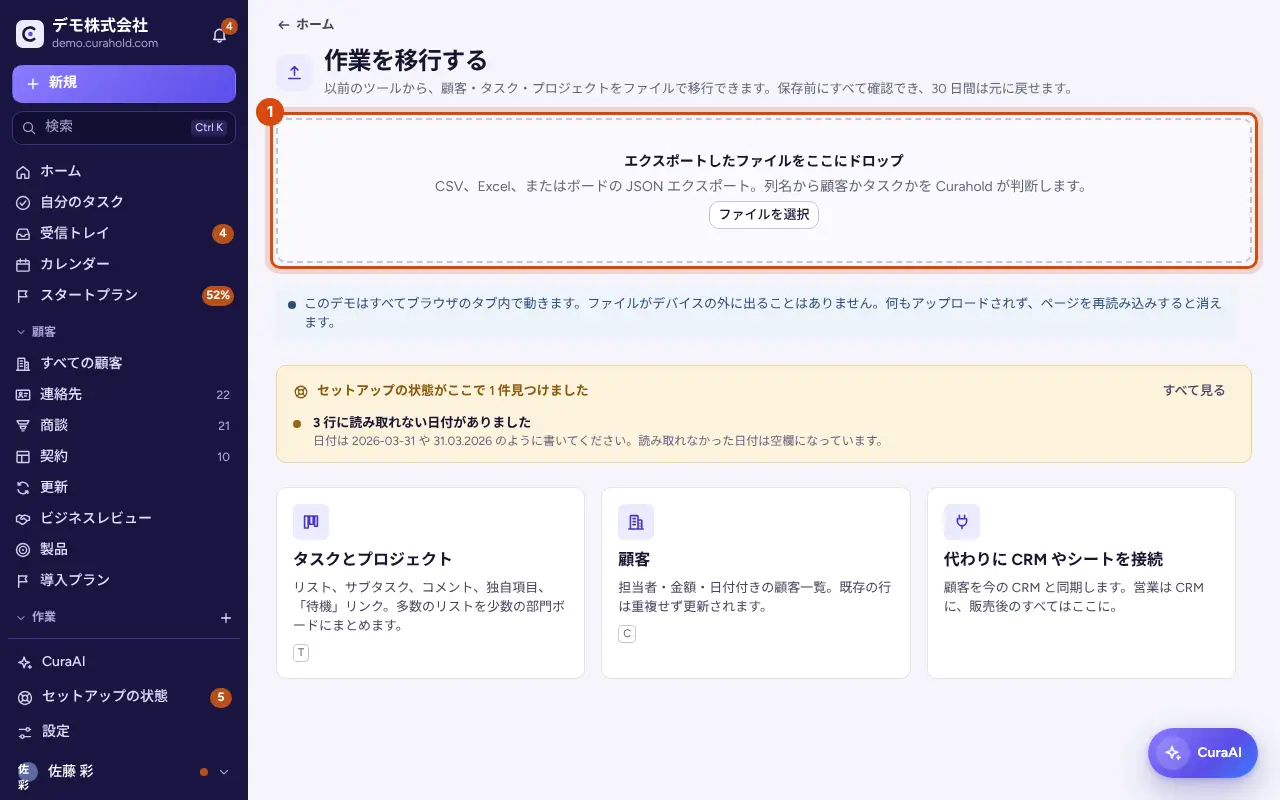 デモ株式会社
demo.curahold.com
4
新規
検索
Ctrl K
ホーム
自分のタスク
受信トレイ
4
カレンダー
スタートプラン
52%
顧客
すべての顧客
連絡先
22
商談
21
契約
10
更新
ビジネスレビュー
製品
導入プラン
作業
CuraAI
セットアップの状態
5
設定
佐彩
佐藤 彩
← ホーム
作業を移行する
以前のツールから、顧客・タスク・プロジェクトをファイルで移行できます。保存前にすべて確認でき、30 日間は元に戻せます。
1
エクスポートしたファイルをここにドロップ
CSV、Excel、またはボードの JSON エクスポート。列名から顧客かタスクかを Curahold が判断します。
ファイルを選択
このデモはすべてブラウザのタブ内で動きます。ファイルがデバイスの外に出ることはありません。何もアップロードされず、ページを再読み込みすると消え
ます。
セットアップの状態がここで 1 件見つけました
すべて見る
3 行に読み取れない日付がありました
日付は 2026-03-31 や 31.03.2026 のように書いてください。読み取れなかった日付は空欄になっています。
タスクとプロジェクト
リスト、サブタスク、コメント、独自項目、
「待機」リンク。多数のリストを少数の部門ボ
ードにまとめます。
T
顧客
担当者・金額・日付付きの顧客一覧。既存の行
は重複せず更新されます。
C
代わりに CRM やシートを接続
顧客を今の CRM と同期します。営業は CRM
に、販売後のすべてはここに。
CuraAI